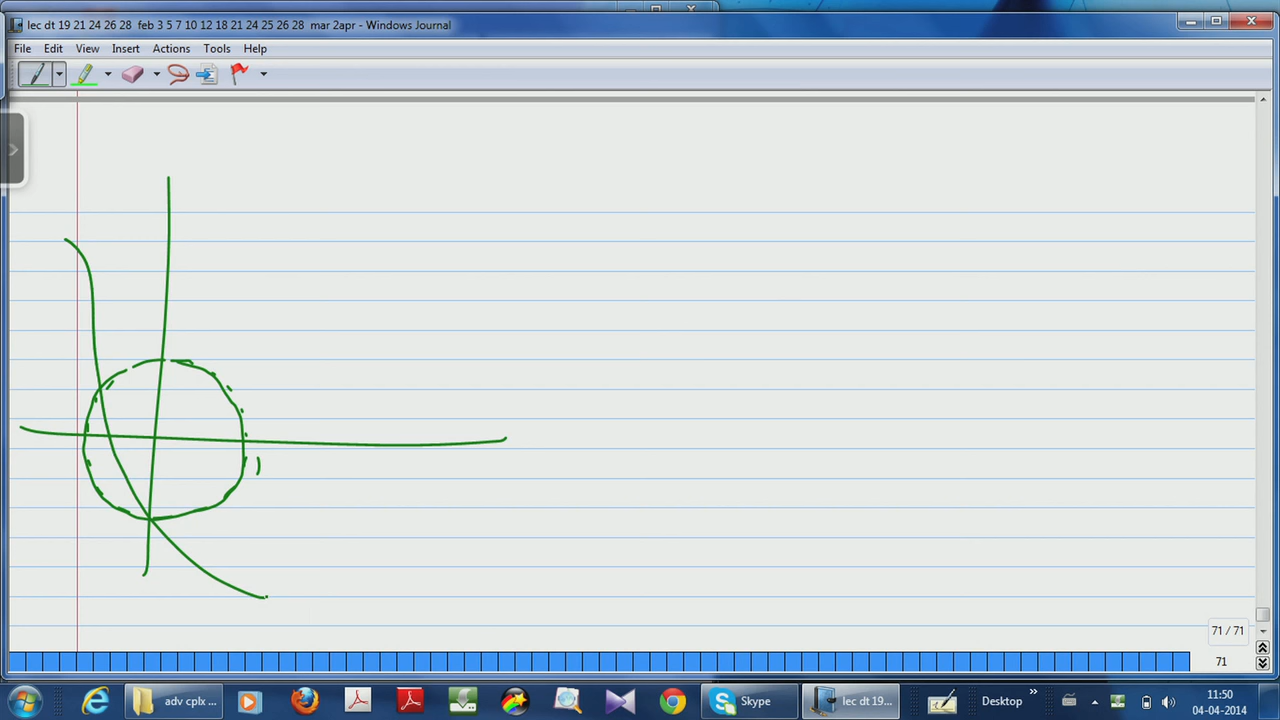 lec dt 19 21 24 26 28  feb 3 5 7 10 12 18 21 24 25 26 28  mar 2apr - Windows Journal
File Edit View Insert Actions Tools Help
71 / 71
71
adv cplx ...
Skype
lec dt 19...
Desktop
11:50
04-04-2014